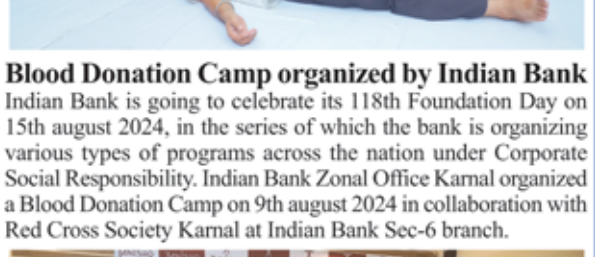 Blood Donation Camp organized by Indian Bank
Indian Bank is going to celebrate its 118th Foundation Day on
15th august 2024, in the series of which the bank is organizing
various types of programs across the nation under Corporate
Social Responsibility. Indian Bank Zonal Office Karnal organized
a Blood Donation Camp on 9th august 2024 in collaboration with
Red Cross Society Karnal at Indian Bank Sec-6 branch.